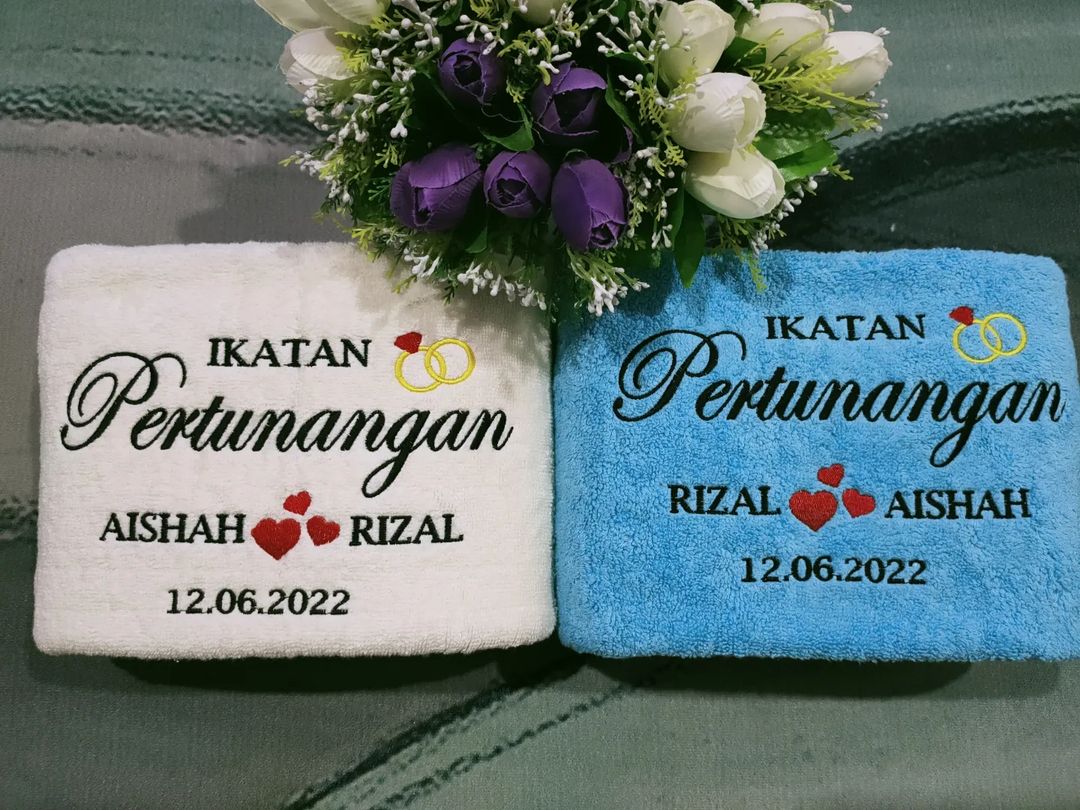 IKATAN
Pertunangan
AISHAH RIZAL
12.06.2022
IKATAN
Pertunangan
RIZAL AISHAH
12.06.2022